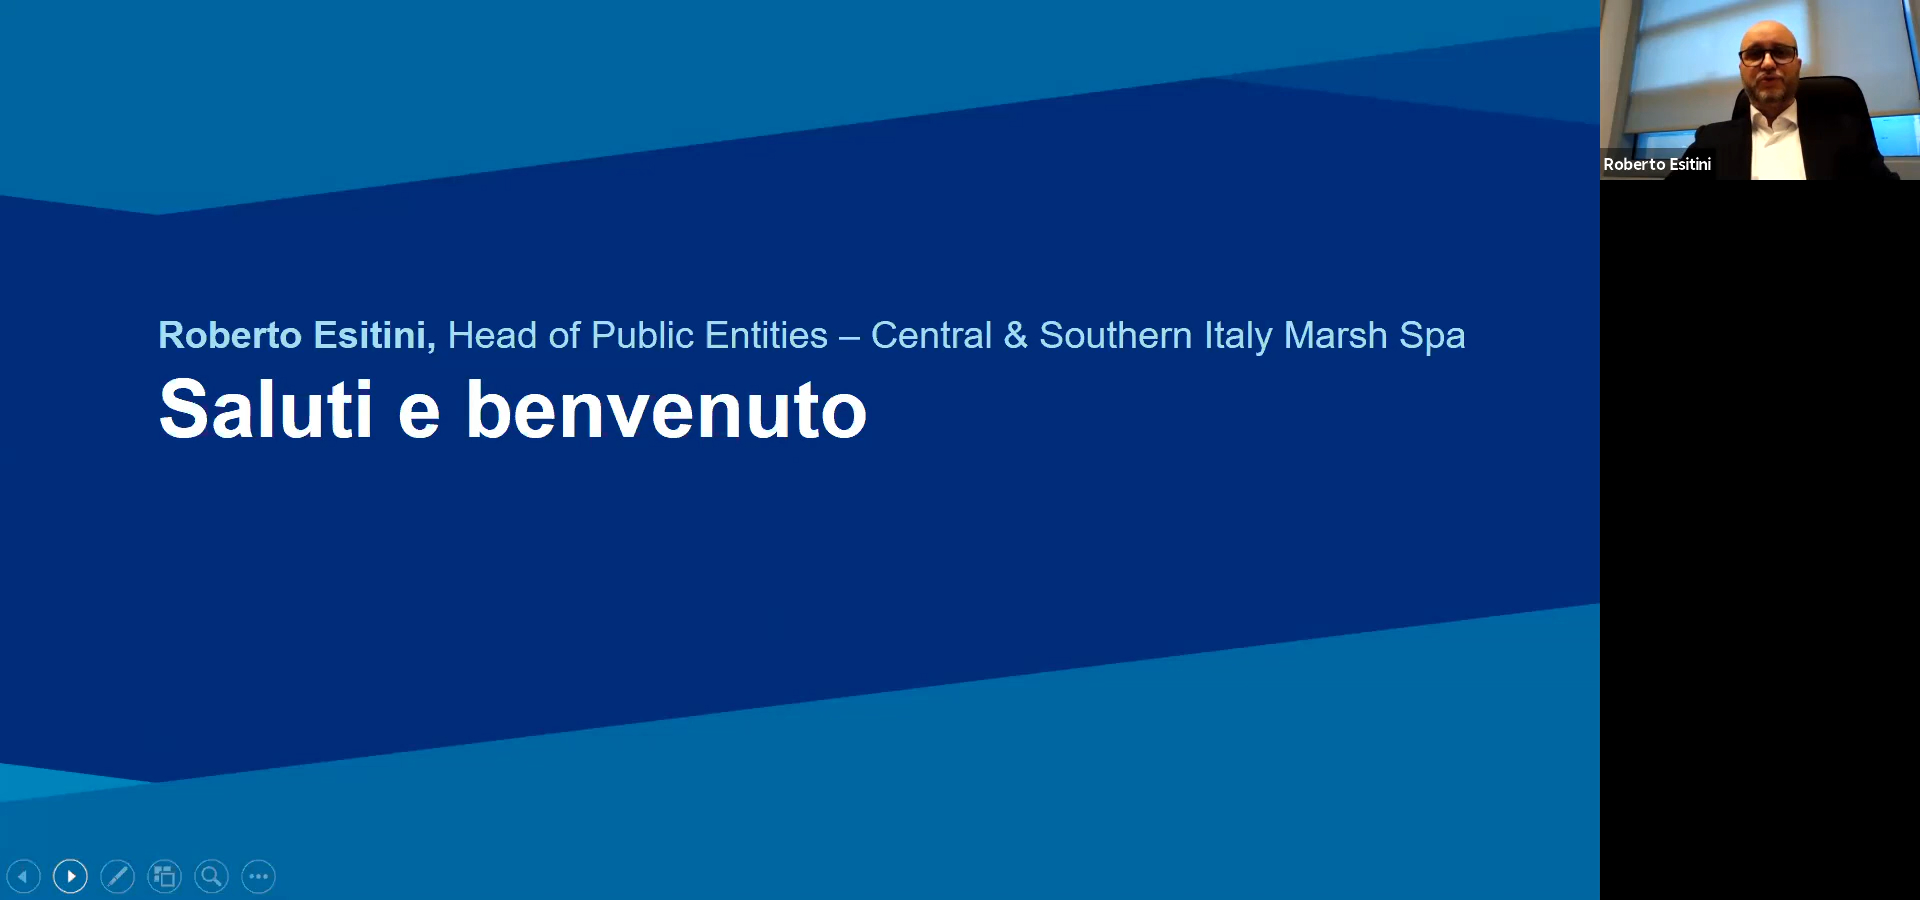 Roberto Esitini, Head of Public Entities – Central & Southern Italy Marsh Spa
Saluti e benvenuto
Roberto Esitini